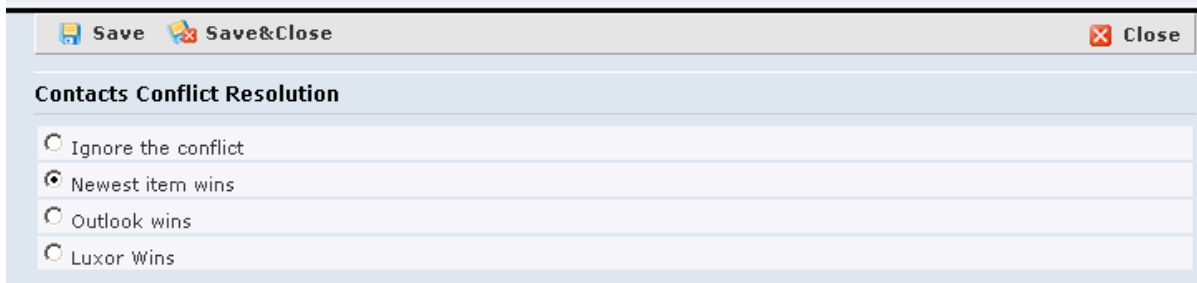 Save Save&Close Close
Contacts Conflict Resolution
Ignore the conflict
Newest item wins
Outlook wins
Luxor Wins